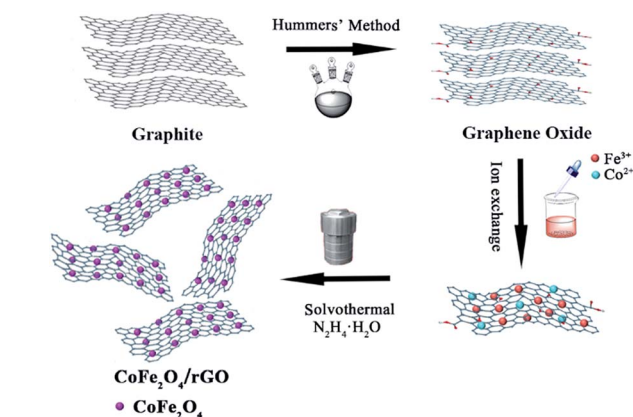 Hummers’ Method
Graphite
Graphene Oxide
Fe³⁺
Co²⁺
Ion exchange
Solvothermal
N₂H₄·H₂O
CoFe₂O₄/rGO
CoFe₂O₄